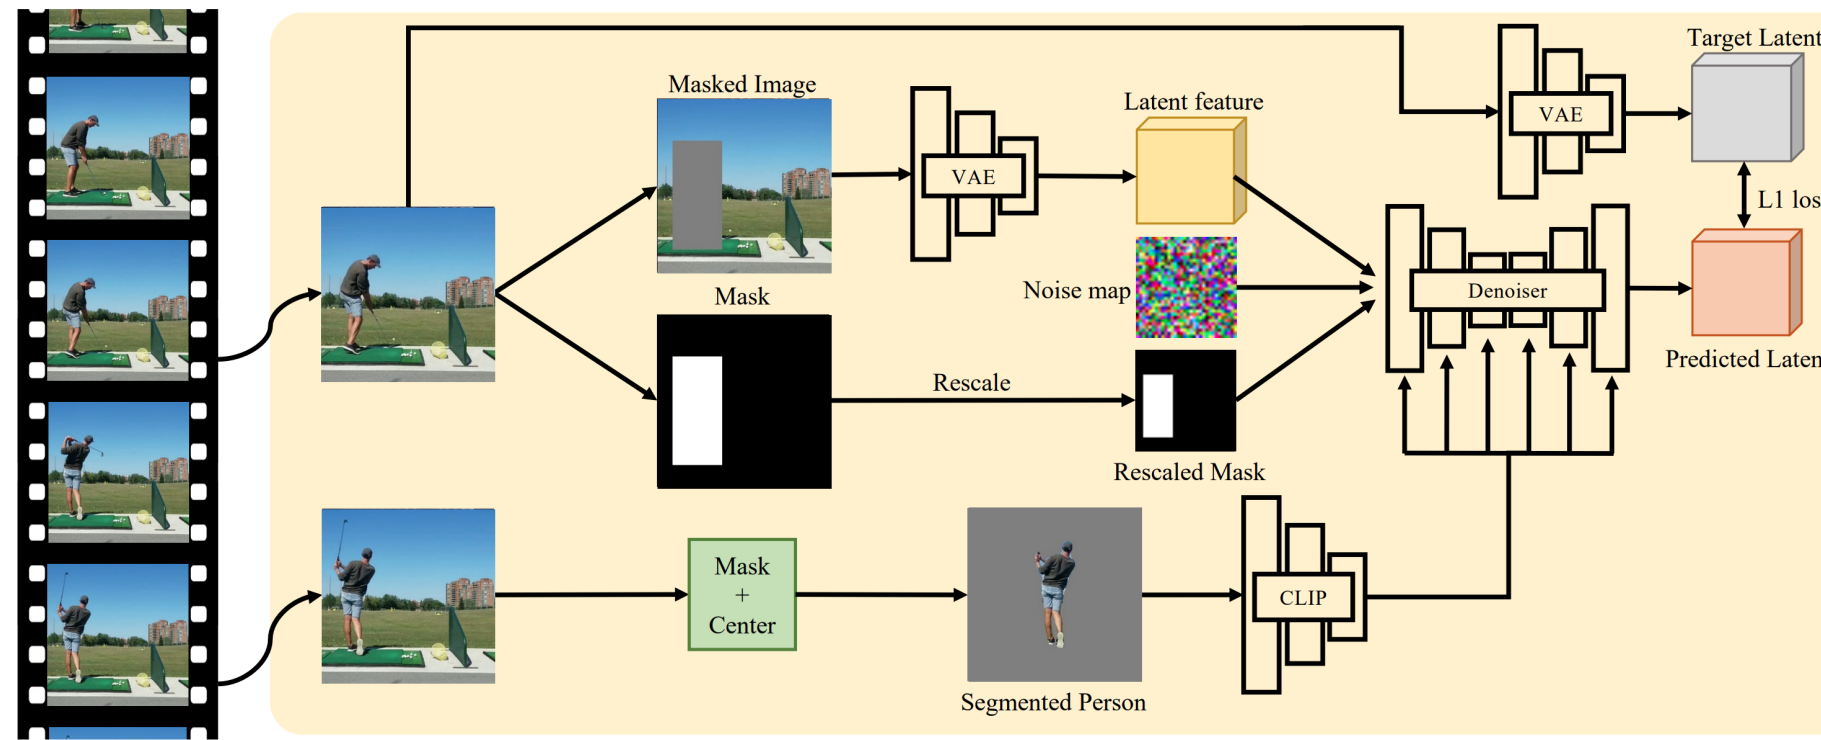 Target Latent
Masked Image
Latent feature
VAE
VAE
L1 los
Mask
Noise map
Denoiser
Predicted Laten
Rescale
Rescaled Mask
Mask
+
Center
CLIP
Segmented Person